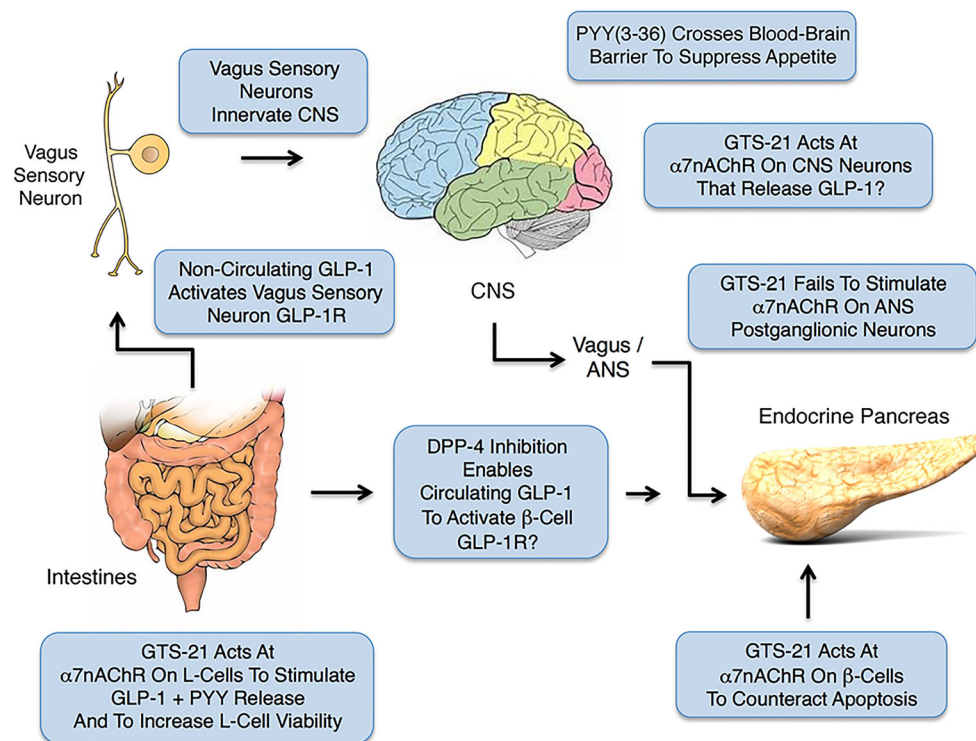 PYY(3-36) Crosses Blood-Brain
Barrier To Suppress Appetite
Vagus Sensory
Neurons
Innervate CNS
Vagus
Sensory
Neuron
GTS-21 Acts At
α7nAChR On CNS Neurons
That Release GLP-1?
Non-Circulating GLP-1
Activates Vagus Sensory
Neuron GLP-1R
CNS
GTS-21 Fails To Stimulate
α7nAChR On ANS
Postganglionic Neurons
Vagus /
ANS
Endocrine Pancreas
DPP-4 Inhibition
Enables
Circulating GLP-1
To Activate β-Cell
GLP-1R?
Intestines
GTS-21 Acts At
α7nAChR On L-Cells To Stimulate
GLP-1 + PYY Release
And To Increase L-Cell Viability
GTS-21 Acts At
α7nAChR On β-Cells
To Counteract Apoptosis